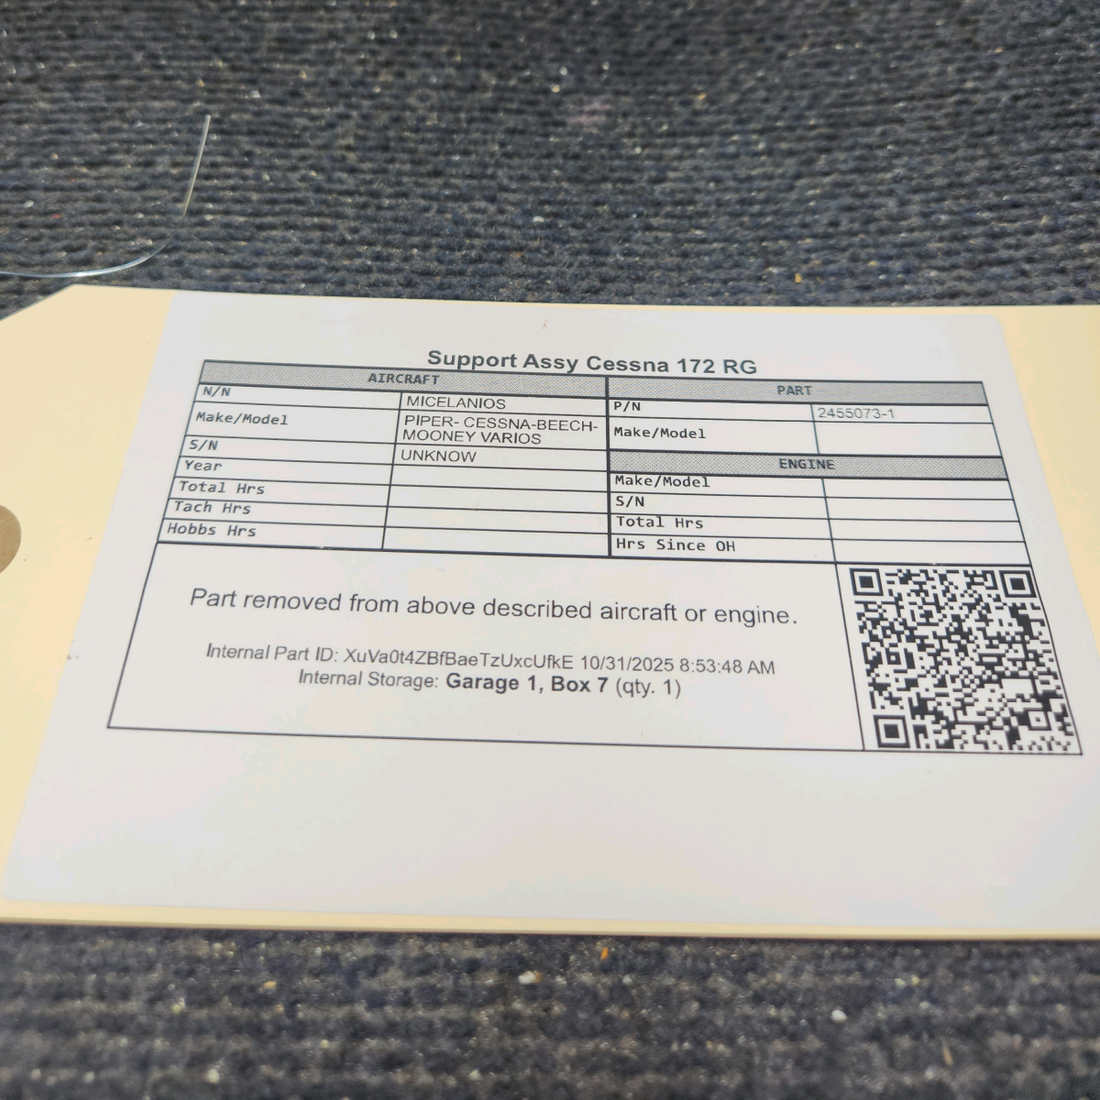 Support Assy Cessna 172 RG
AIRCRAFT
N/N MICELANIOS
Make/Model PIPER- CESSNA-BEECH-
MOONEY VARIOS
S/N UNKNOW
Year
Total Hrs
Tach Hrs
Hobbs Hrs
PART
P/N 2455073-1
Make/Model
ENGINE
Make/Model
S/N
Total Hrs
Hrs Since OH
Part removed from above described aircraft or engine.
Internal Part ID: XuVa0t4ZBfBaeTzUxcUfkE 10/31/2025 8:53:48 AM
Internal Storage: Garage 1, Box 7 (qty. 1)